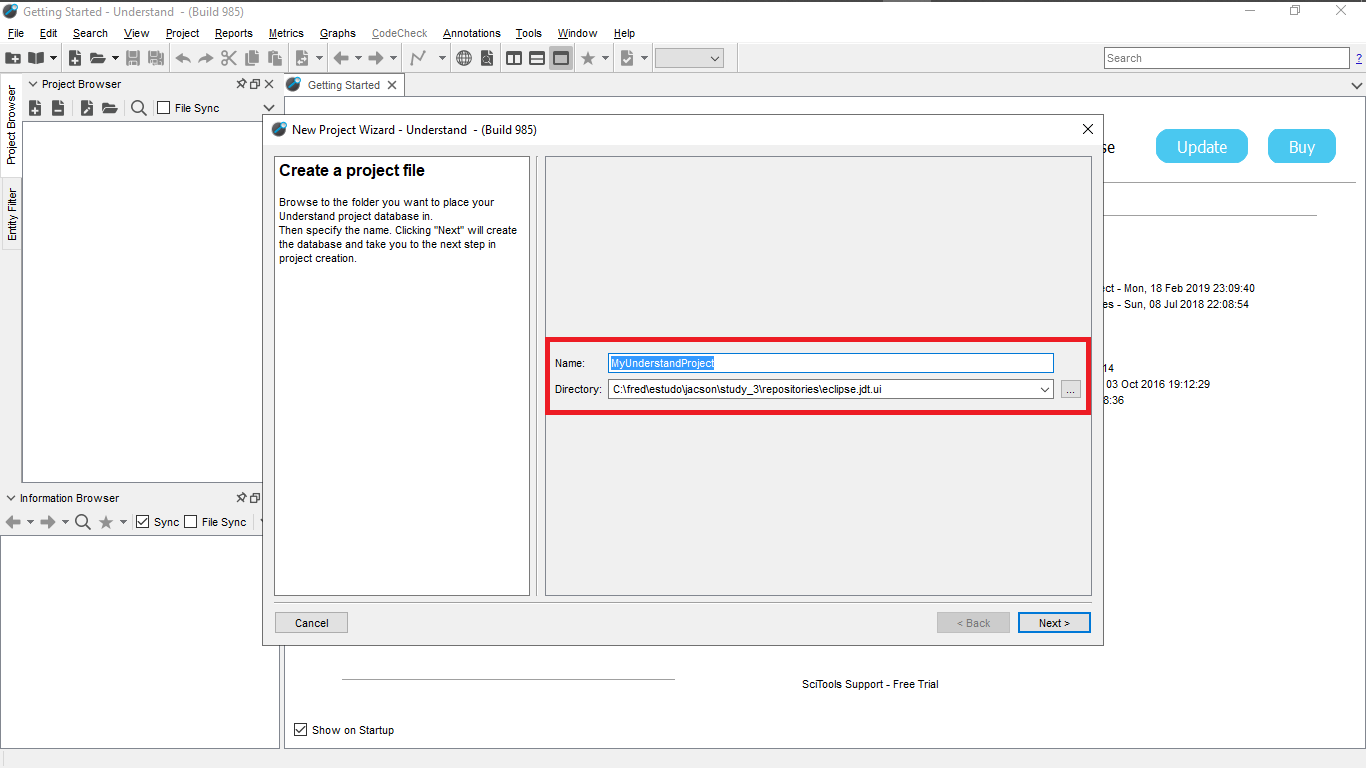 Getting Started - Understand - (Build 985)
File Edit Search View Project Reports Metrics Graphs CodeCheck Annotations Tools Window Help
Search
?
Project Browser
Getting Started
File Sync
Project Browser
Entity Filter
New Project Wizard - Understand - (Build 985)
Create a project file
Browse to the folder you want to place your
Understand project database in.
Then specify the name. Clicking "Next" will create
the database and take you to the next step in
project creation.
Name: MyUnderstandProject
Directory: C:\fred\estudo\jacson\study_3\repositories\eclipse.jdt.ui
...
Cancel
< Back
Next >
se
Update
Buy
ect - Mon, 18 Feb 2019 23:09:40
es - Sun, 08 Jul 2018 22:08:54
14
03 Oct 2016 19:12:29
8:36
Information Browser
Sync
File Sync
SciTools Support - Free Trial
Show on Startup